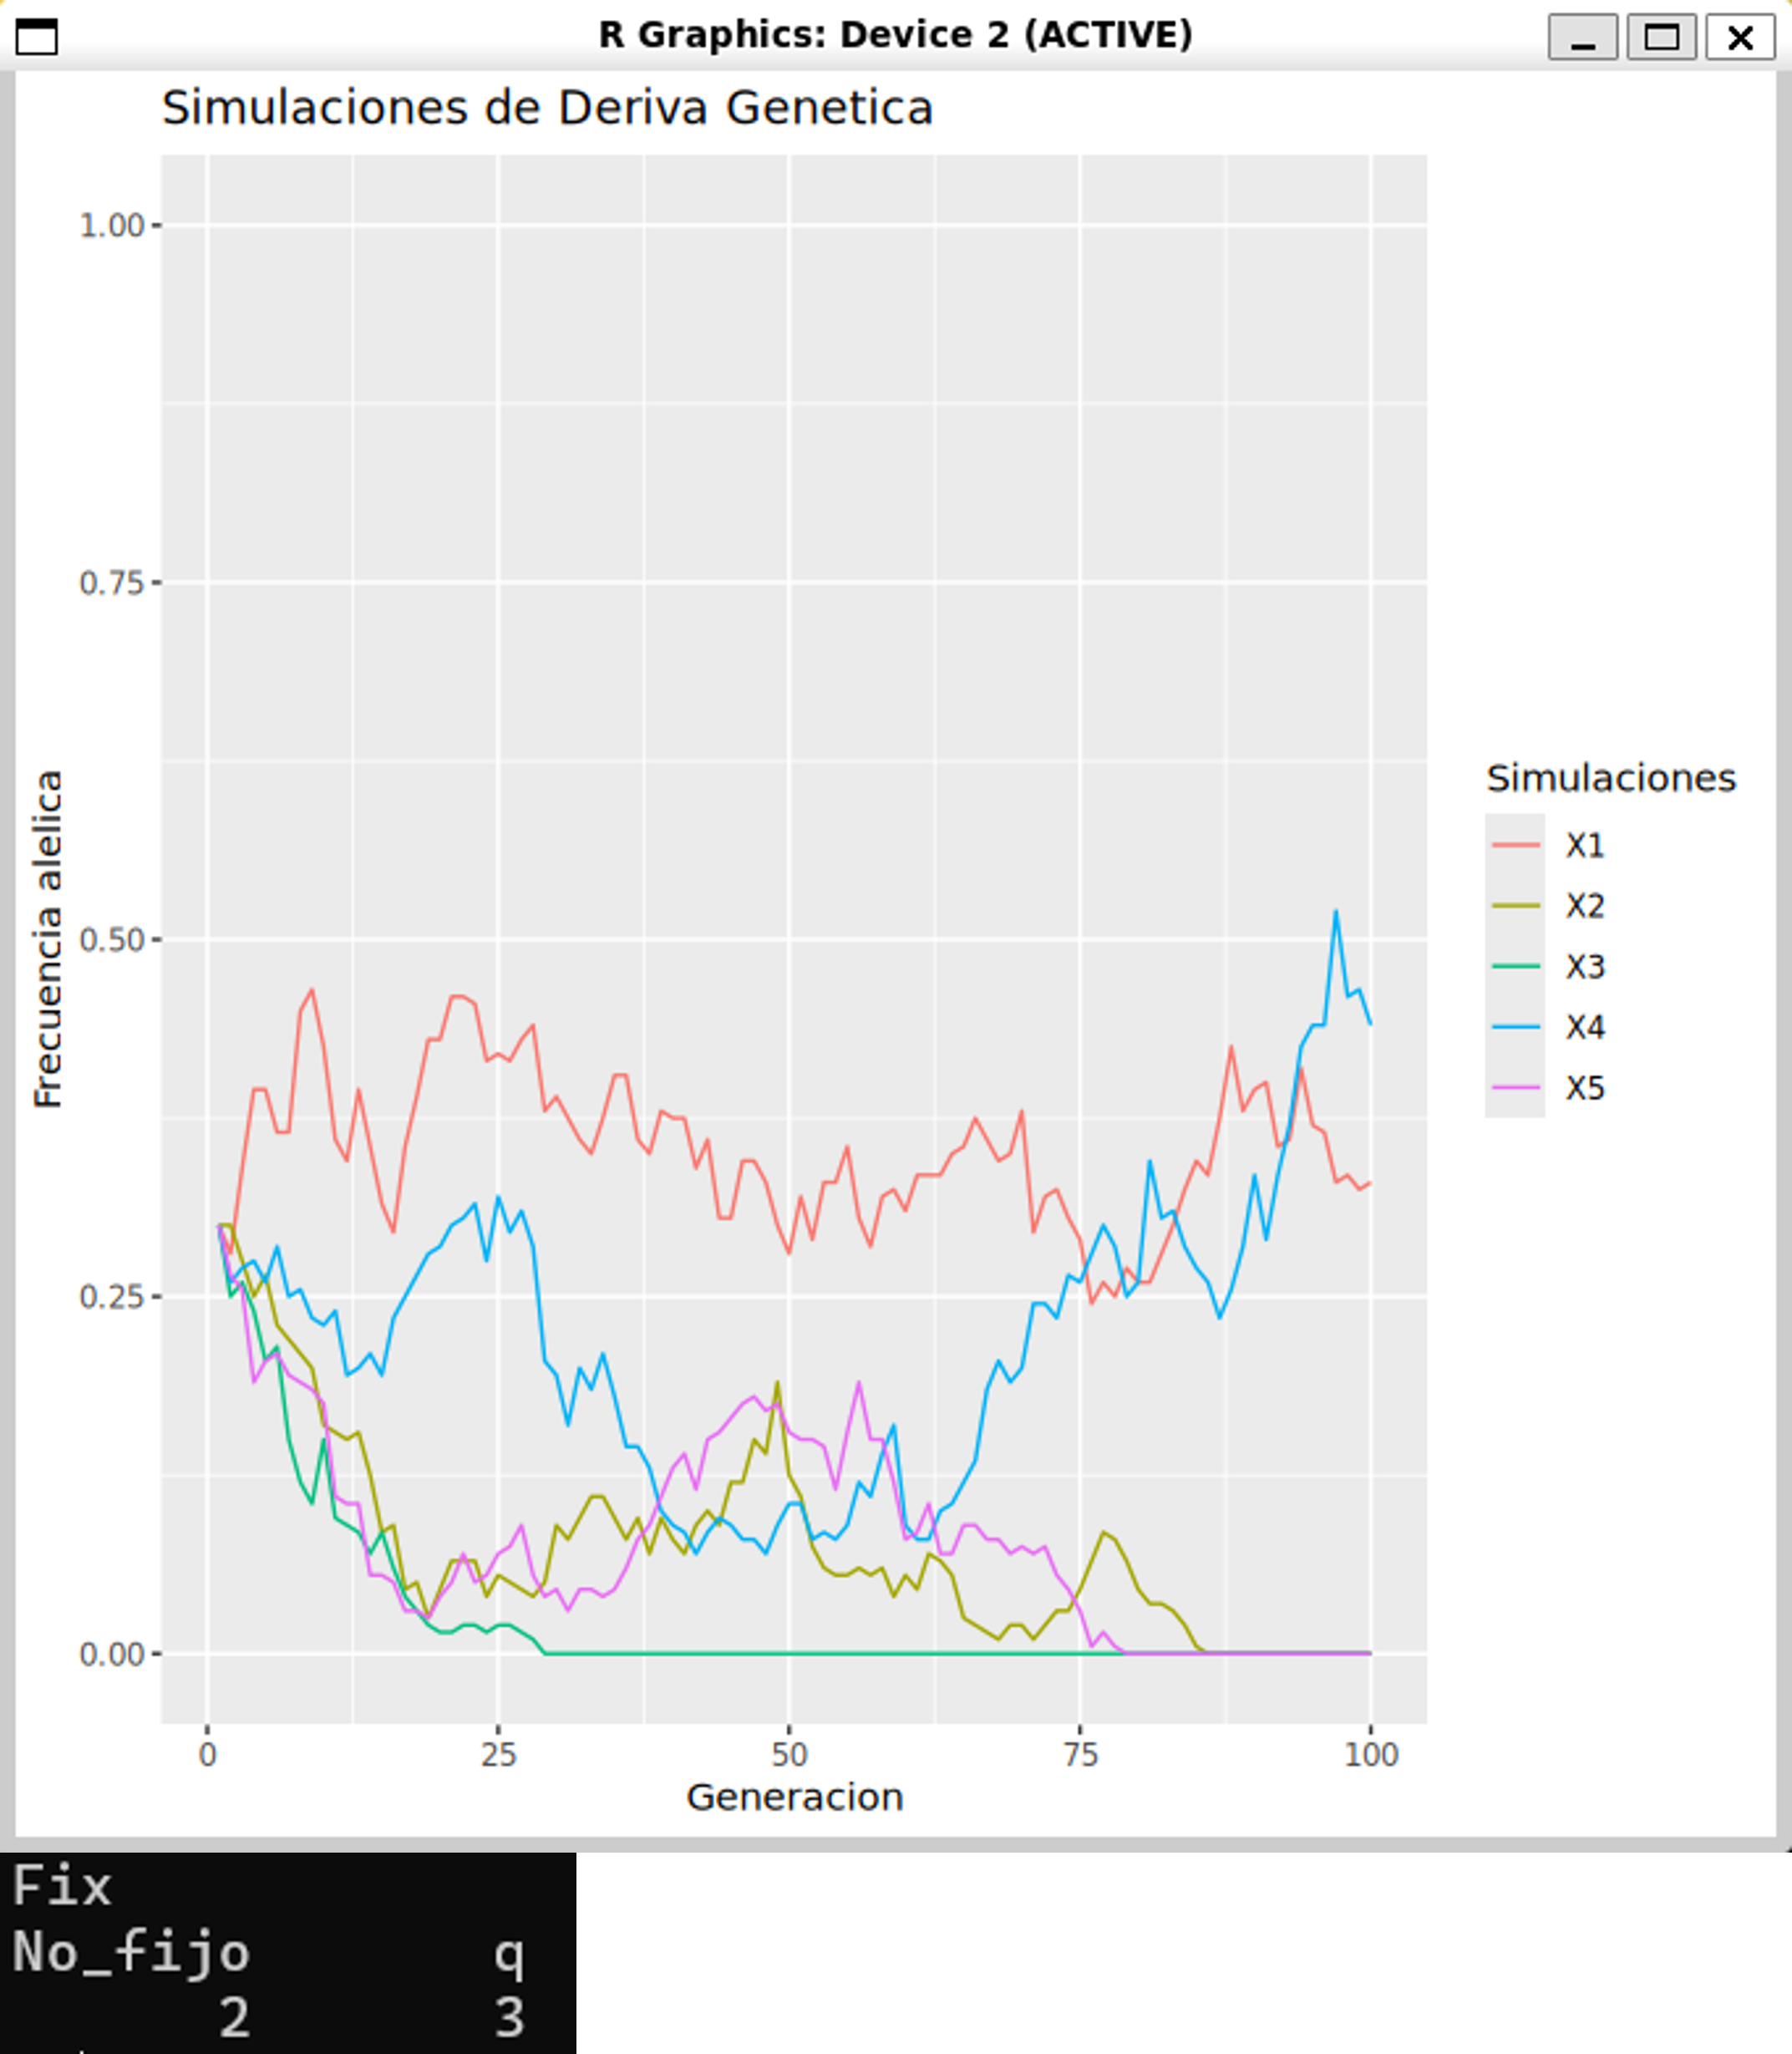 R Graphics: Device 2 (ACTIVE)
Simulaciones de Deriva Genetica
1.00
0.75
0.50
0.25
0.00
Frecuencia alelica
0 25 50 75 100
Generacion
Simulaciones
X1
X2
X3
X4
X5
Fix
No_fijo q
2 3